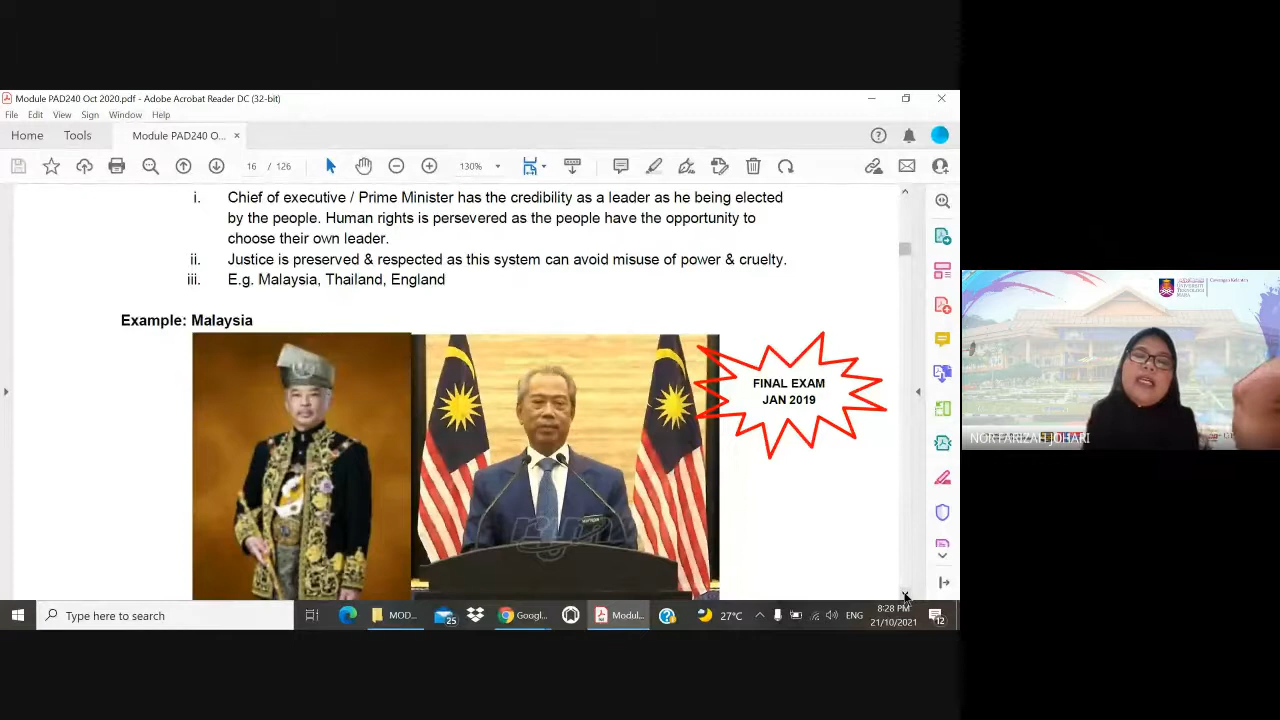 Module PAD240 Oct 2020.pdf - Adobe Acrobat Reader DC (32-bit)
File Edit View Sign Window Help
Home Tools Module PAD240 O... ×
16 / 126 130%
i. Chief of executive / Prime Minister has the credibility as a leader as he being elected
by the people. Human rights is persevered as the people have the opportunity to
choose their own leader.
ii. Justice is preserved & respected as this system can avoid misuse of power & cruelty.
iii. E.g. Malaysia, Thailand, England
Example: Malaysia
FINAL EXAM
JAN 2019
UNIVERSITI
TEKNOLOGI
MARA
NOR FARIZAH JOHARI
Type here to search
MOD...
25
Googl...
Modul...
27°C
ENG
8:28 PM
21/10/2021
12